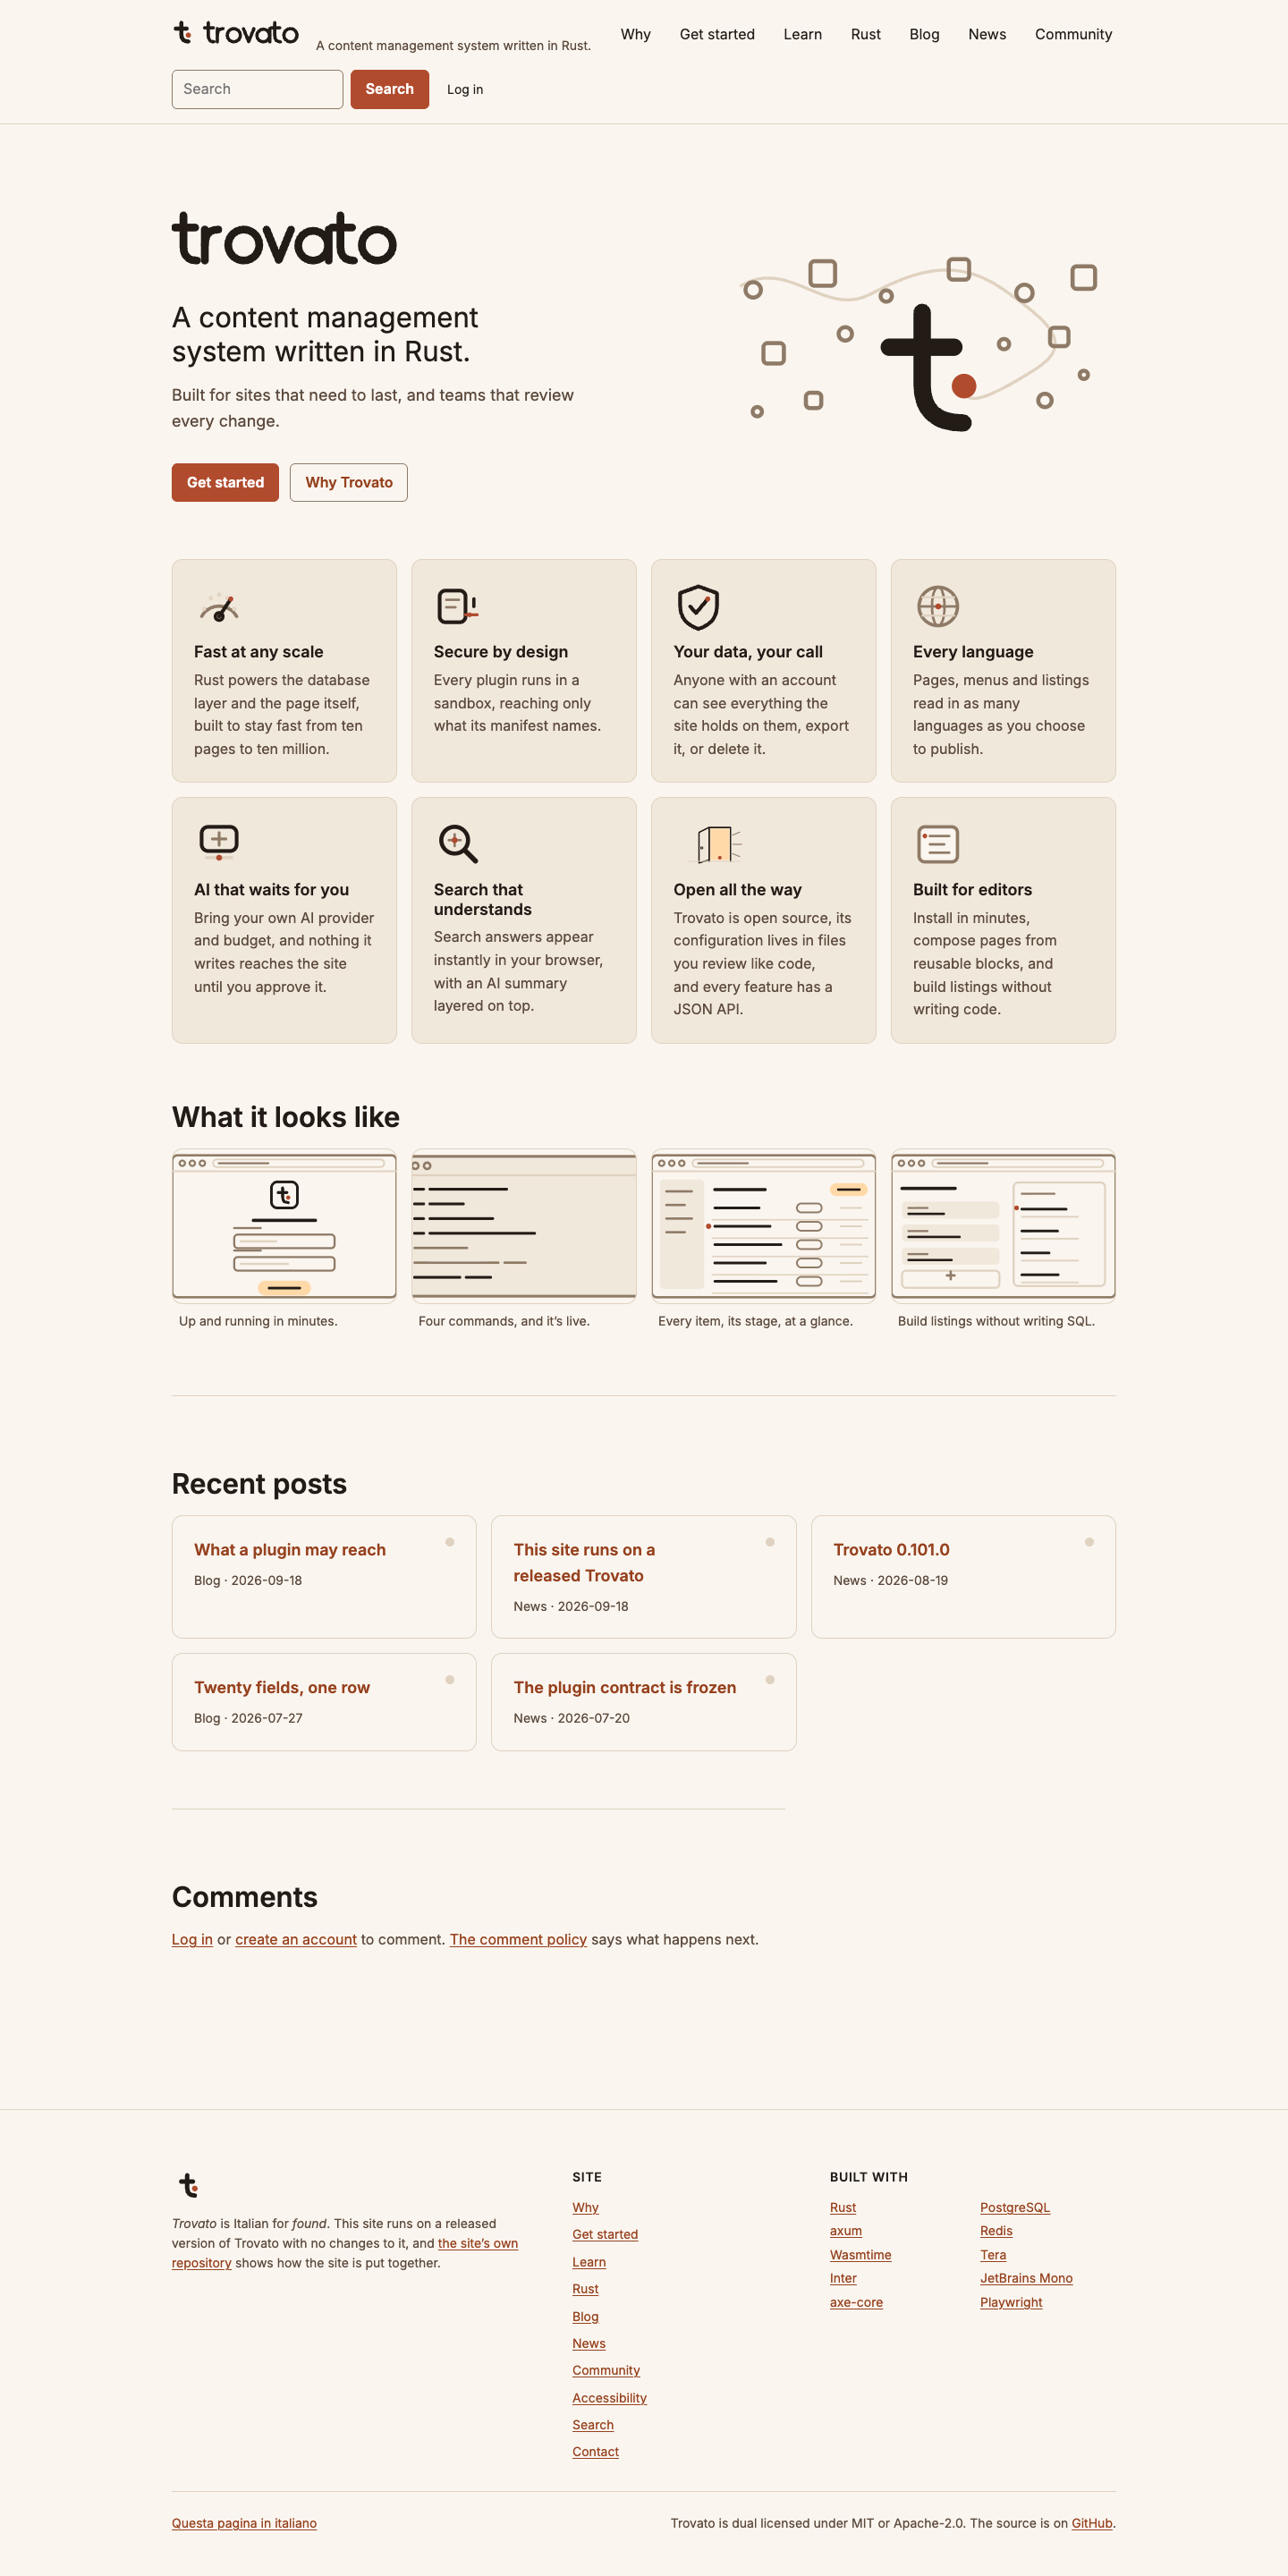 trovato
A content management system written in Rust.
Why
Get started
Learn
Rust
Blog
News
Community
Search
Search
Log in
trovato
A content management
system written in Rust.
Built for sites that need to last, and teams that review
every change.
Get started
Why Trovato
Fast at any scale
Rust powers the database
layer and the page itself,
built to stay fast from ten
pages to ten million.
Secure by design
Every plugin runs in a
sandbox, reaching only
what its manifest names.
Your data, your call
Anyone with an account
can see everything the
site holds on them, export
it, or delete it.
Every language
Pages, menus and listings
read in as many
languages as you choose
to publish.
AI that waits for you
Bring your own AI provider
and budget, and nothing it
writes reaches the site
until you approve it.
Search that
understands
Search answers appear
instantly in your browser,
with an AI summary
layered on top.
Open all the way
Trovato is open source, its
configuration lives in files
you review like code,
and every feature has a
JSON API.
Built for editors
Install in minutes,
compose pages from
reusable blocks, and
build listings without
writing code.
What it looks like
Up and running in minutes.
Four commands, and it’s live.
Every item, its stage, at a glance.
Build listings without writing SQL.
Recent posts
What a plugin may reach
Blog · 2026-09-18
This site runs on a
released Trovato
News · 2026-09-18
Trovato 0.101.0
News · 2026-08-19
Twenty fields, one row
Blog · 2026-07-27
The plugin contract is frozen
News · 2026-07-20
Comments
Log in or create an account to comment. The comment policy says what happens next.
Trovato is Italian for found. This site runs on a released
version of Trovato with no changes to it, and the site’s own
repository shows how the site is put together.
SITE
Why
Get started
Learn
Rust
Blog
News
Community
Accessibility
Search
Contact
BUILT WITH
Rust
axum
Wasmtime
Inter
axe-core
PostgreSQL
Redis
Tera
JetBrains Mono
Playwright
Questa pagina in italiano
Trovato is dual licensed under MIT or Apache-2.0. The source is on GitHub.